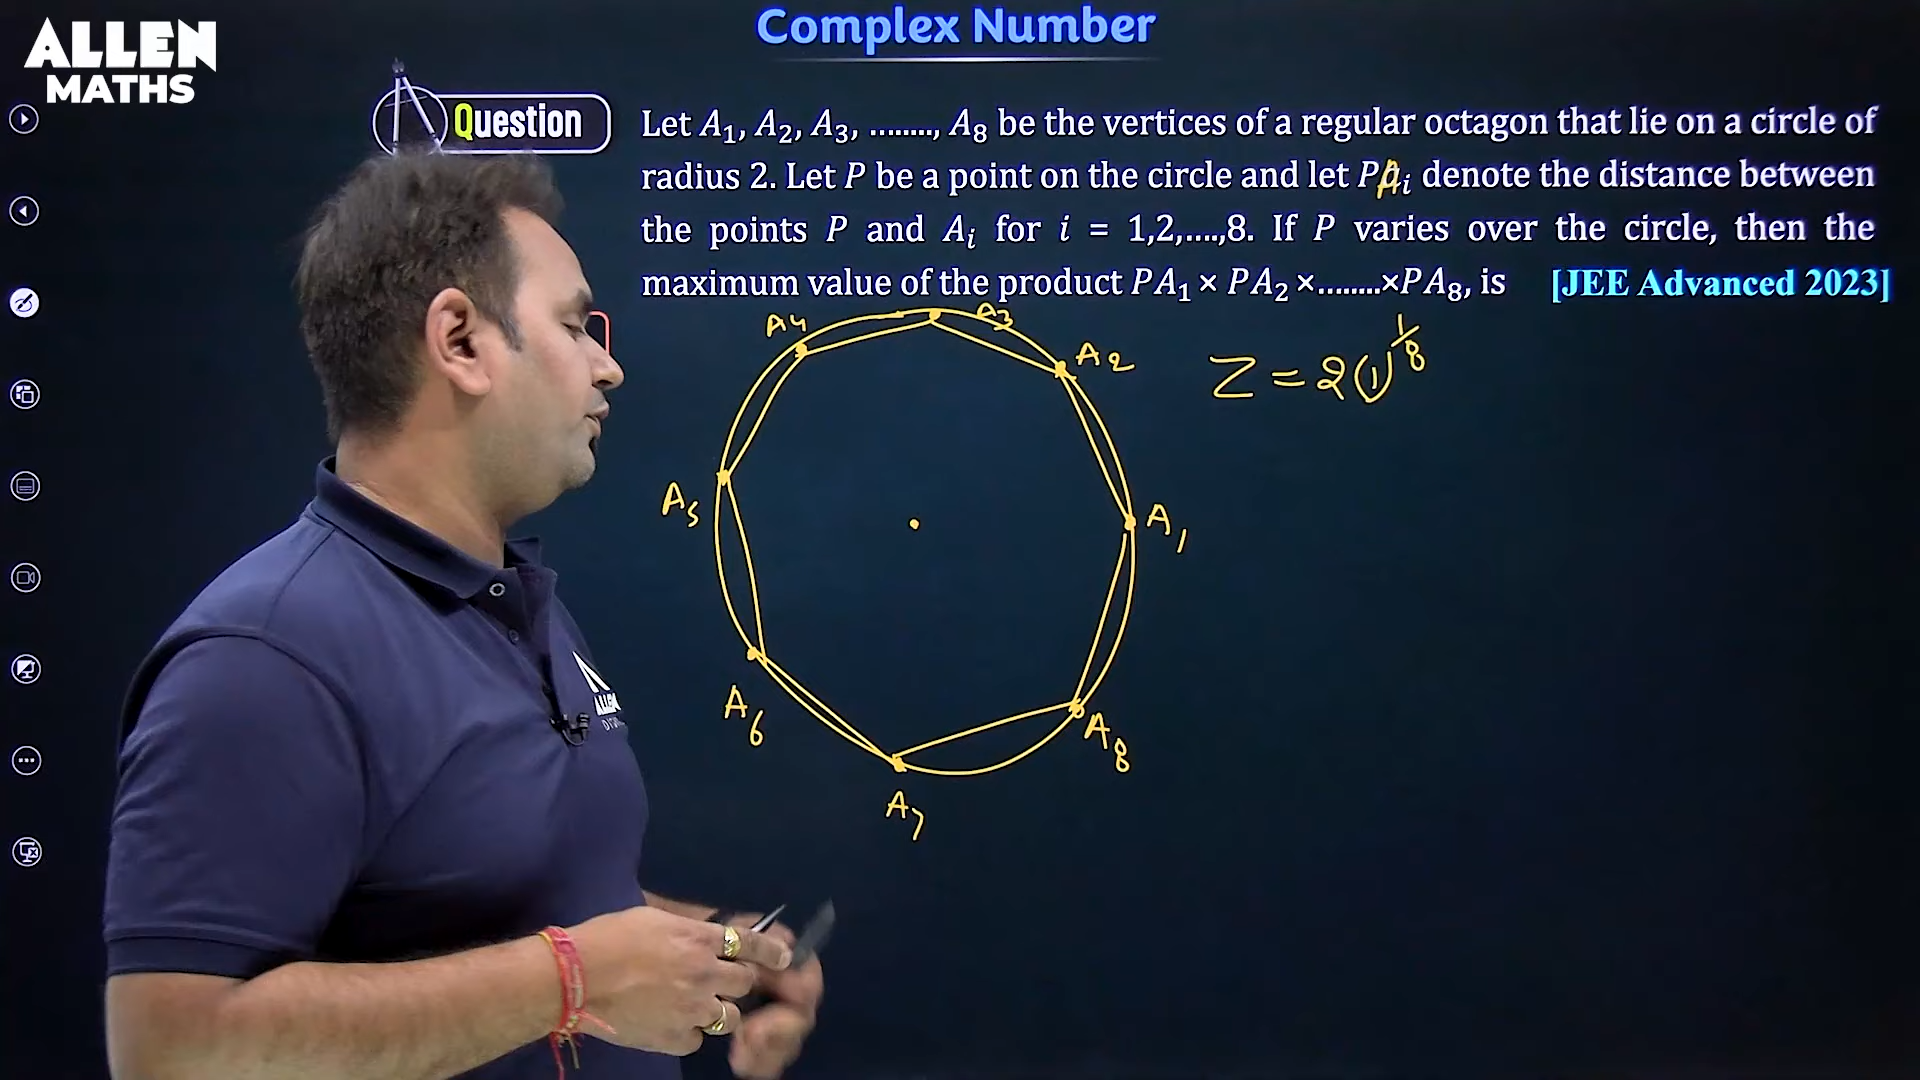 Complex Number
ALLEN
MATHS
Question
Let A₁, A₂, A₃, ........, A₈ be the vertices of a regular octagon that lie on a circle of
radius 2. Let P be a point on the circle and let PAᵢ denote the distance between
the points P and Aᵢ for i = 1,2,....,8. If P varies over the circle, then the
maximum value of the product PA₁ × PA₂ ×........×PA₈, is [JEE Advanced 2023]
A₄ A₃
A₂
Z = 2(1)^1/8
A₅
A₁
A₆
A₈
A₇